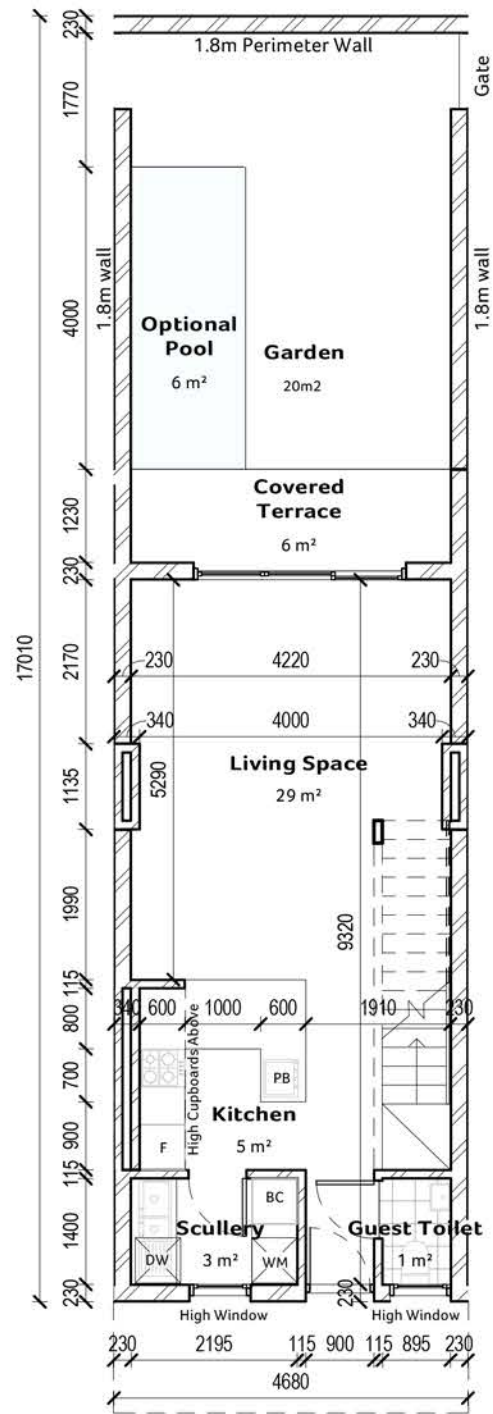 230
1.8m Perimeter Wall
Gate
1770
1.8m wall
4000
1.8m wall
Optional
Pool
6 m²
Garden
20m2
Covered
Terrace
6 m²
1230
230
17010
2170
230
4220
230
340
4000
340
1135
5290
Living Space
29 m²
1990
9320
115
340
600
1000
600
1910
230
800
High Cupboards Above
700
PB
Kitchen
5 m²
F
900
115
BC
Scullery
3 m²
Guest Toilet
1 m²
1400
DW
WM
230
230
High Window
High Window
230
2195
115
900
115
895
230
4680